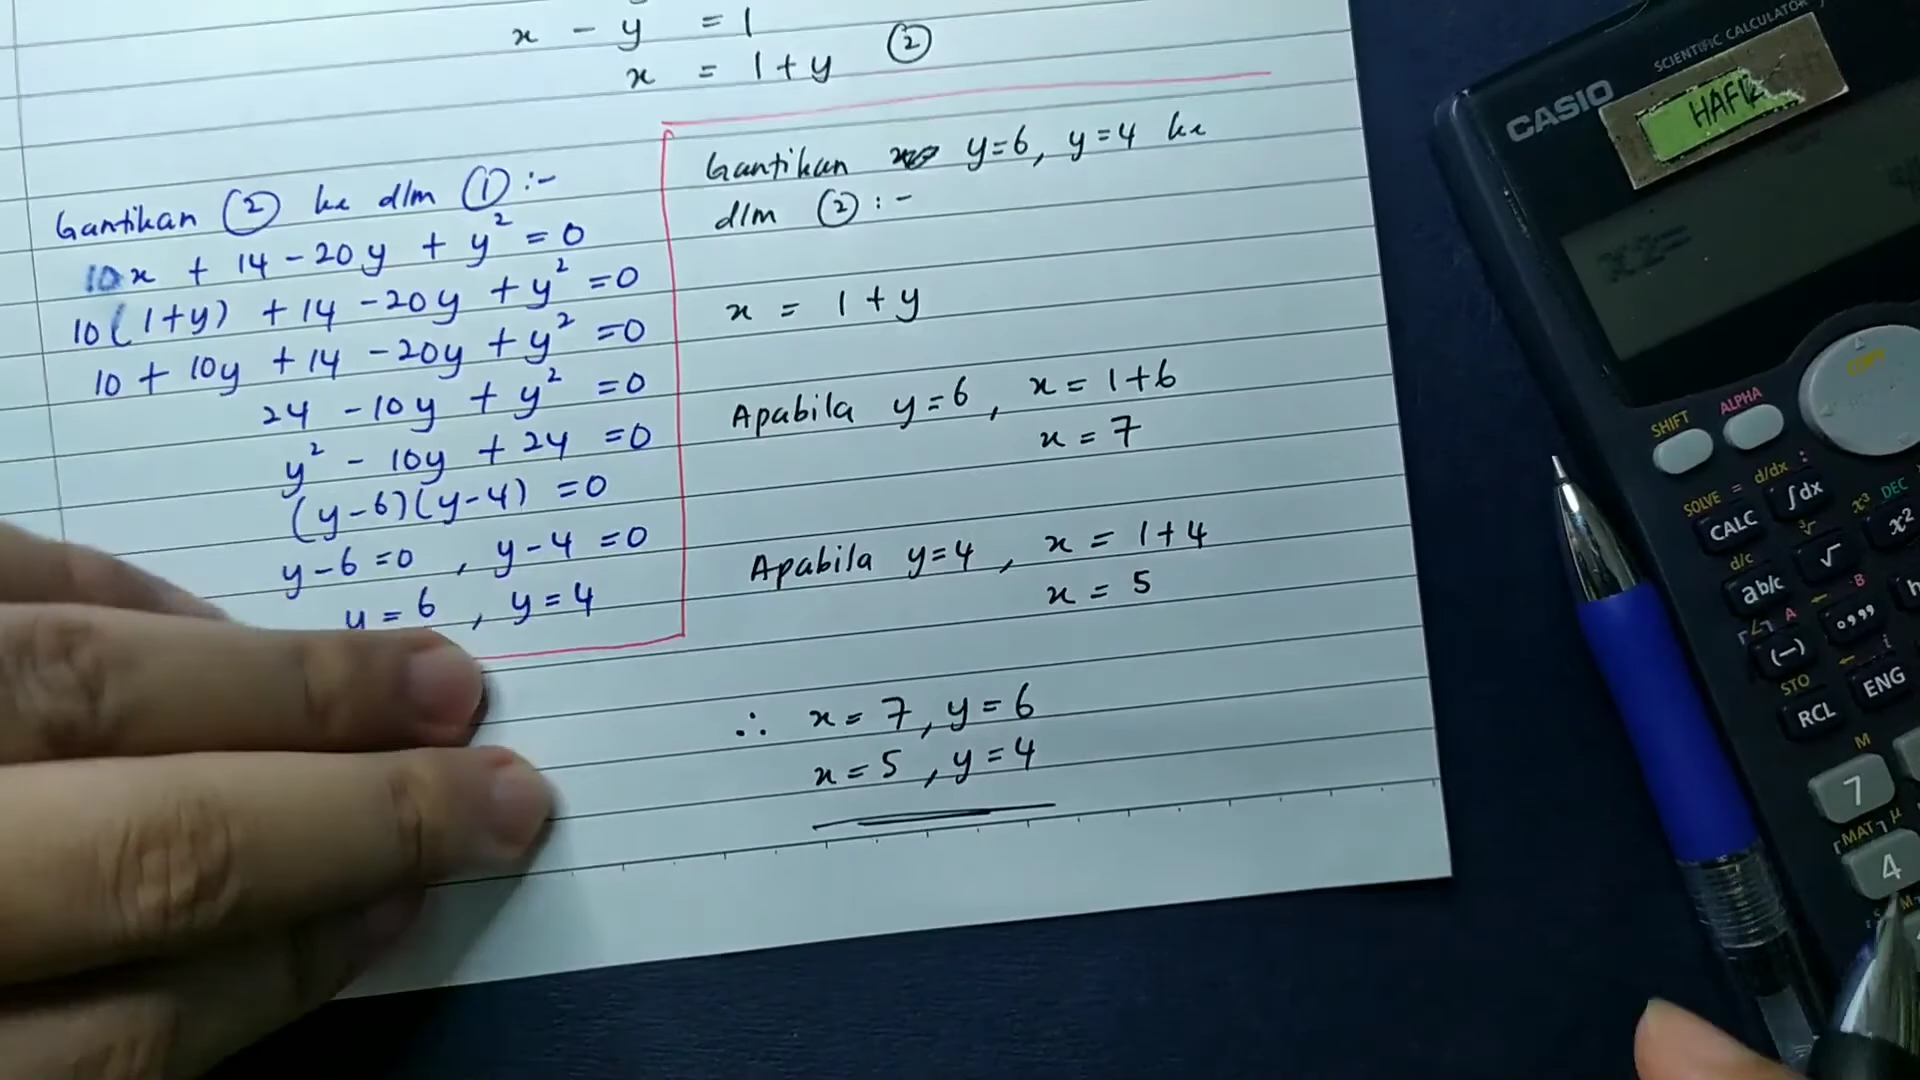 x - y = 1
x = 1 + y ②
Gantikan ② ke dlm ① :-
10x + 14 - 20y + y² = 0
10(1+y) + 14 - 20y + y² = 0
10 + 10y + 14 - 20y + y² = 0
24 - 10y + y² = 0
y² - 10y + 24 = 0
(y-6)(y-4) = 0
y-6=0 , y-4=0
y = 6 , y = 4
Gantikan y=6, y=4 ke
dlm ② :-
x = 1 + y
Apabila y=6 , x = 1+6
x = 7
Apabila y=4 , x = 1+4
x = 5
∴ x = 7 , y = 6
x = 5 , y = 4
CASIO
SCIENTIFIC CALCULATOR
COPY
SHIFT
ALPHA
SOLVE =
d/dx :
CALC
∫dx
x³ DEC
x²
³√
√
d/c
ab/c
B
∠ A
(-)
° ' "
i
STO
RCL
ENG
M
7
MAT
μ
4